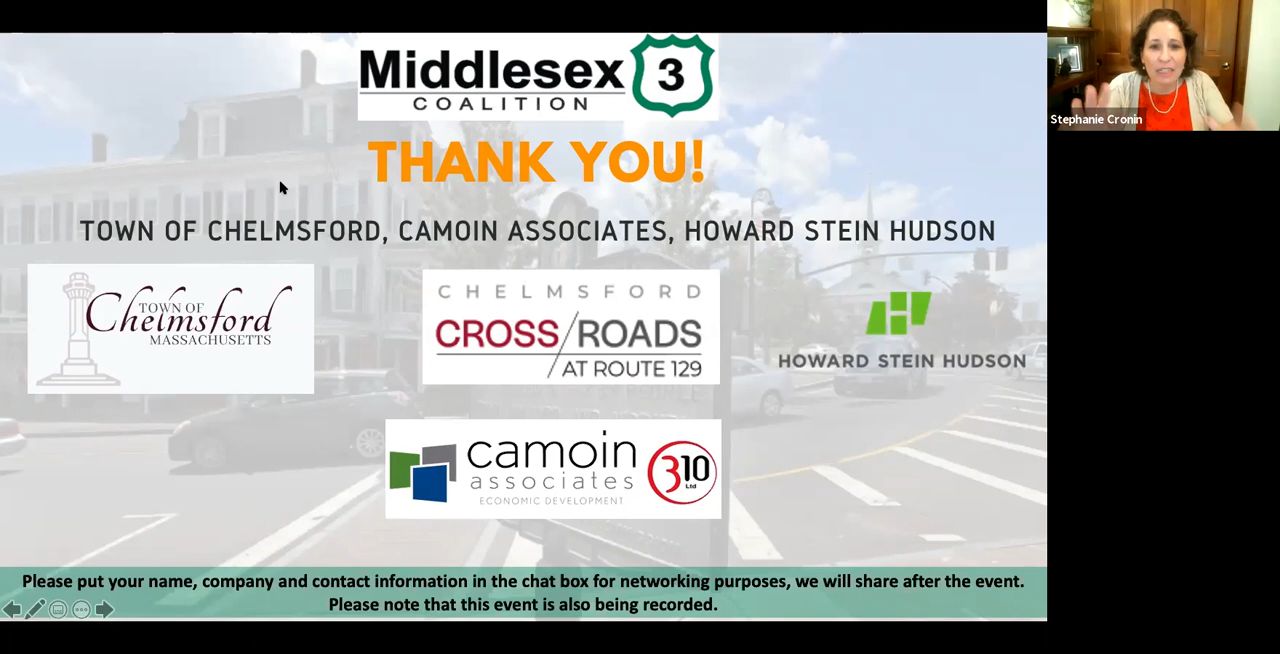 Middlesex 3
COALITION
THANK YOU!
TOWN OF CHELMSFORD, CAMOIN ASSOCIATES, HOWARD STEIN HUDSON
TOWN OF
Chelmsford
MASSACHUSETTS
CHELMSFORD
CROSS/ROADS
AT ROUTE 129
HOWARD STEIN HUDSON
camoin
associates
ECONOMIC DEVELOPMENT
310
Ltd
Please put your name, company and contact information in the chat box for networking purposes, we will share after the event.
Please note that this event is also being recorded.
Stephanie Cronin